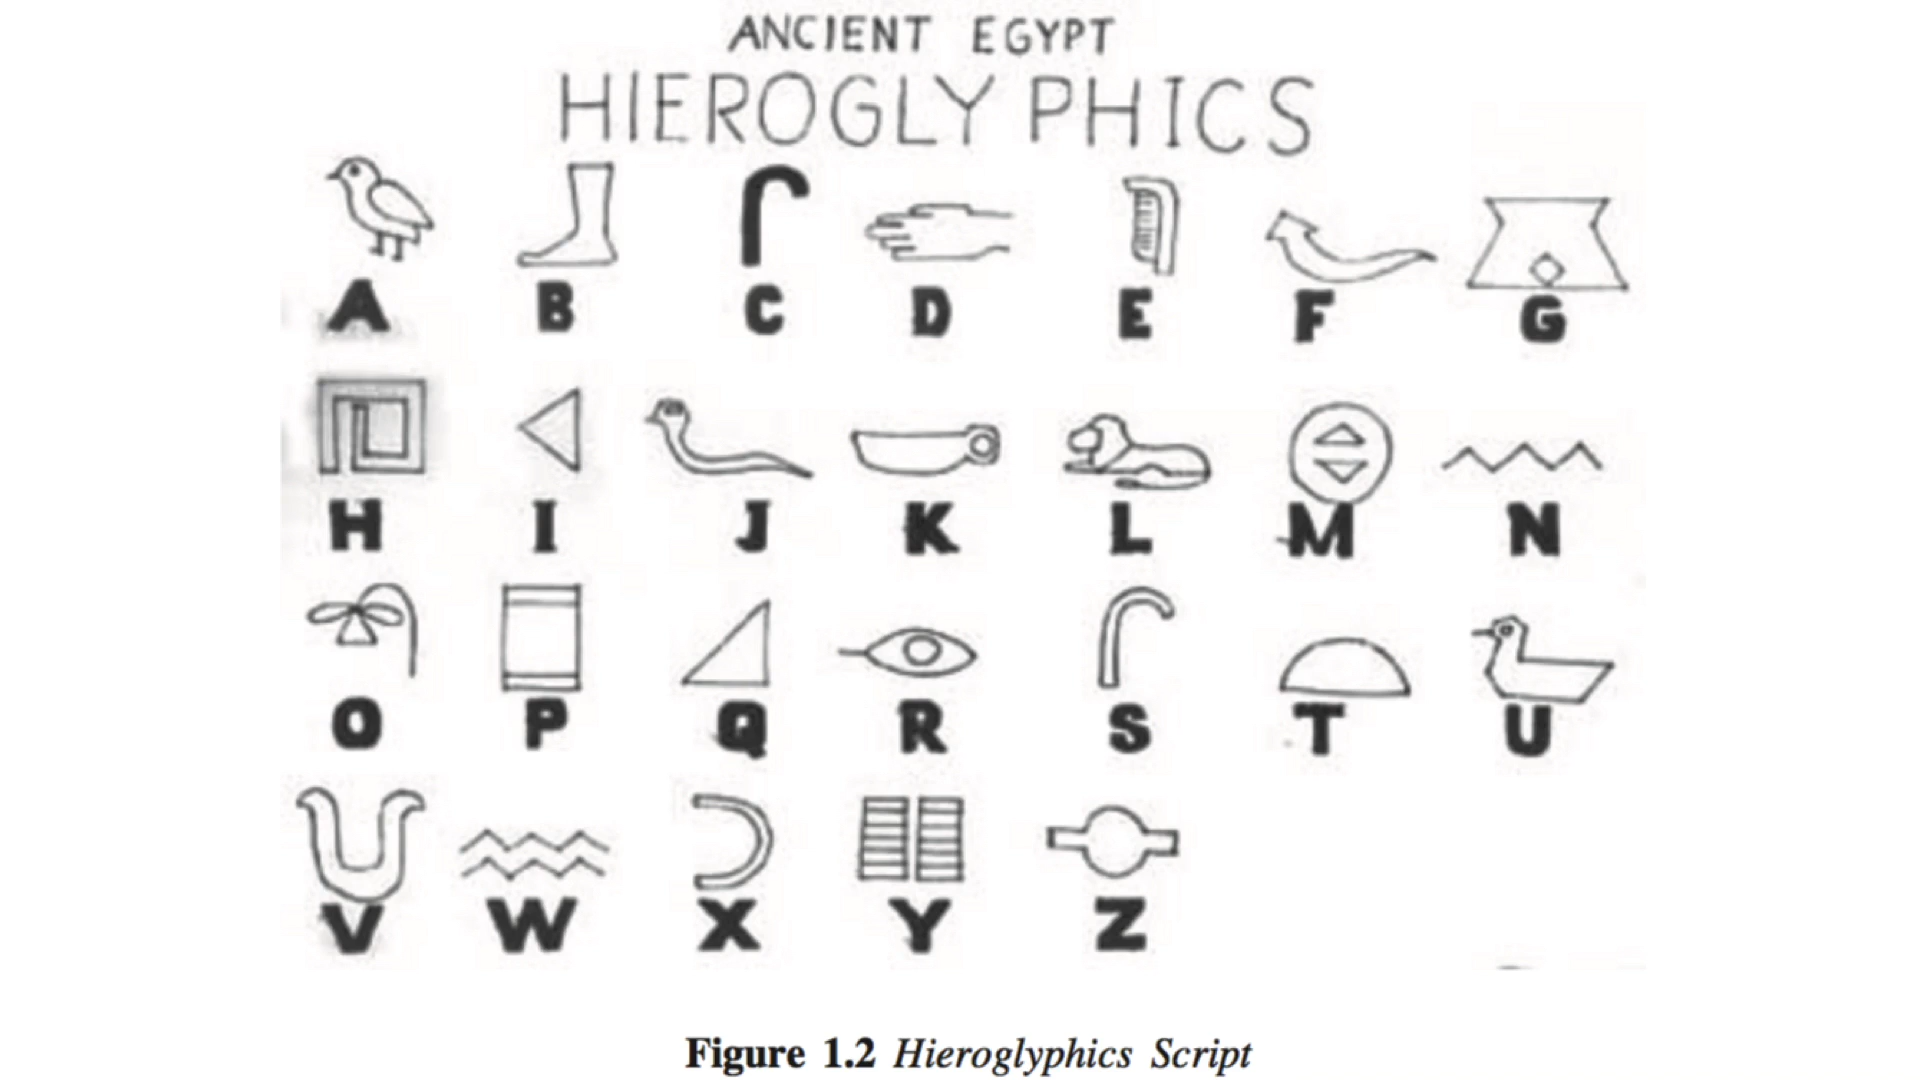 ANCIENT EGYPT
HIEROGLYPHICS
A B C D E F G
H I J K L M N
O P Q R S T U
V W X Y Z
Figure 1.2 Hieroglyphics Script